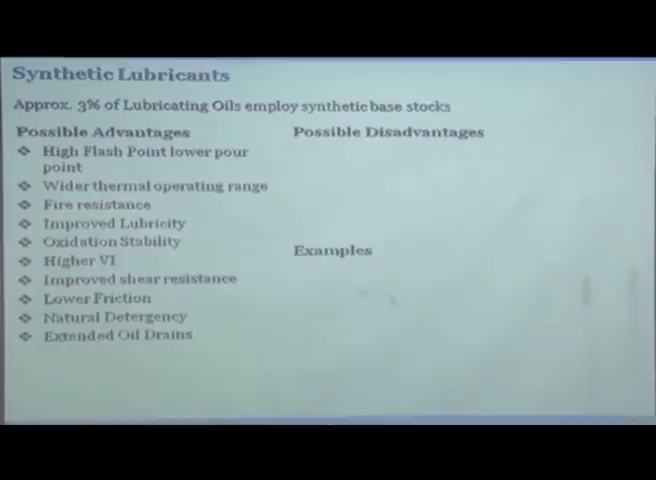 Synthetic Lubricants
Approx. 3% of Lubricating Oils employ synthetic base stocks
Possible Advantages
❖ High Flash Point lower pour
point
❖ Wider thermal operating range
❖ Fire resistance
❖ Improved Lubricity
❖ Oxidation Stability
❖ Higher VI
❖ Improved shear resistance
❖ Lower Friction
❖ Natural Detergency
❖ Extended Oil Drains
Possible Disadvantages
Examples